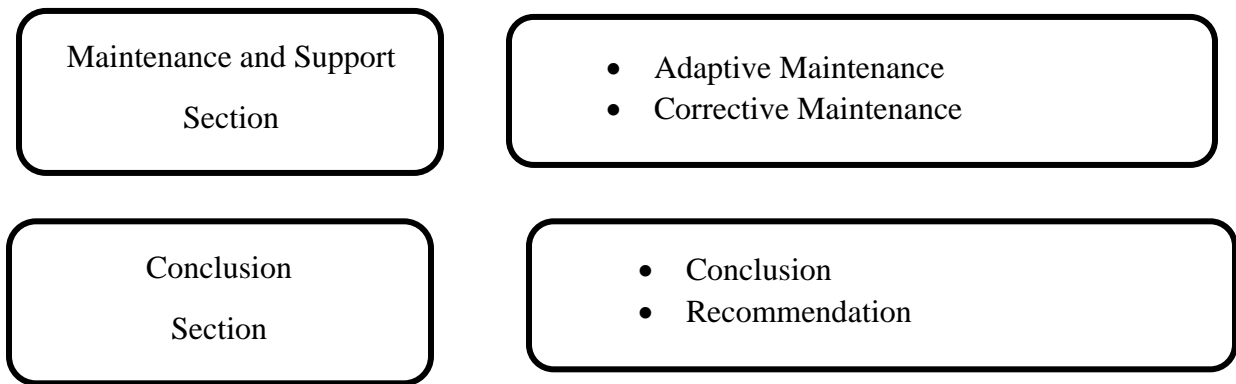 Maintenance and Support
Section
• Adaptive Maintenance
• Corrective Maintenance
Conclusion
Section
• Conclusion
• Recommendation